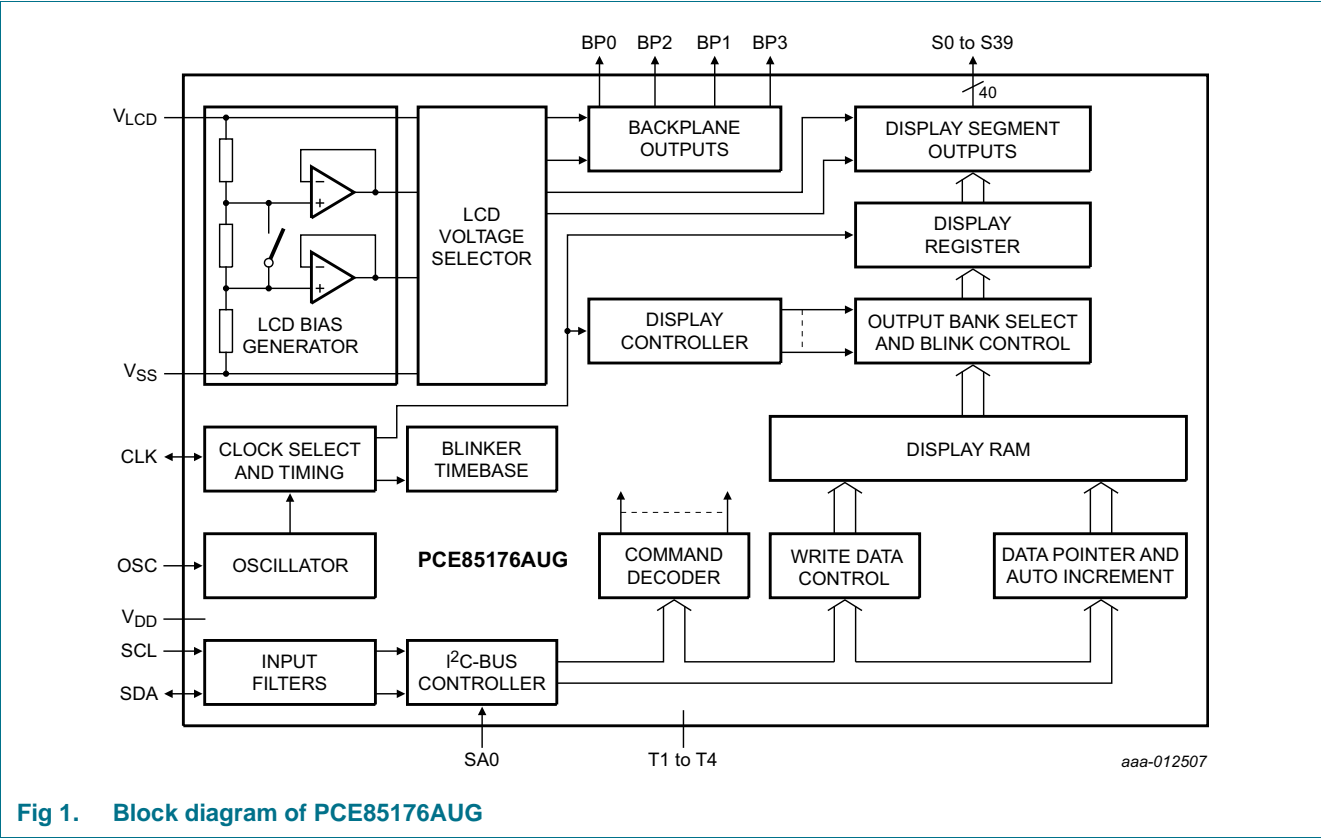 BP0 BP2 BP1 BP3 S0 to S39
40
VLCD
BACKPLANE
OUTPUTS
DISPLAY SEGMENT
OUTPUTS
−
+
LCD
VOLTAGE
SELECTOR
DISPLAY
REGISTER
−
+
LCD BIAS
GENERATOR
DISPLAY
CONTROLLER
OUTPUT BANK SELECT
AND BLINK CONTROL
VSS
CLK
CLOCK SELECT
AND TIMING
BLINKER
TIMEBASE
DISPLAY RAM
OSC
OSCILLATOR
PCE85176AUG
COMMAND
DECODER
WRITE DATA
CONTROL
DATA POINTER AND
AUTO INCREMENT
VDD
SCL
SDA
INPUT
FILTERS
I2C-BUS
CONTROLLER
SA0
T1 to T4
aaa-012507
Fig 1. Block diagram of PCE85176AUG